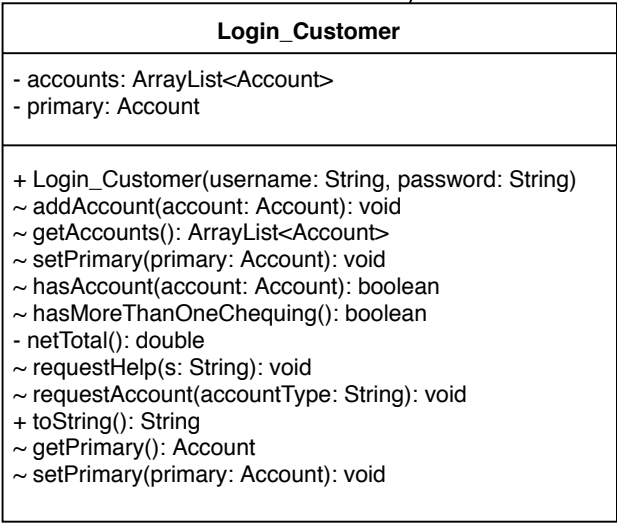 Login_Customer
- accounts: ArrayList<Account>
- primary: Account
+ Login_Customer(username: String, password: String)
~ addAccount(account: Account): void
~ getAccounts(): ArrayList<Account>
~ setPrimary(primary: Account): void
~ hasAccount(account: Account): boolean
~ hasMoreThanOneChequing(): boolean
- netTotal(): double
~ requestHelp(s: String): void
~ requestAccount(accountType: String): void
+ toString(): String
~ getPrimary(): Account
~ setPrimary(primary: Account): void